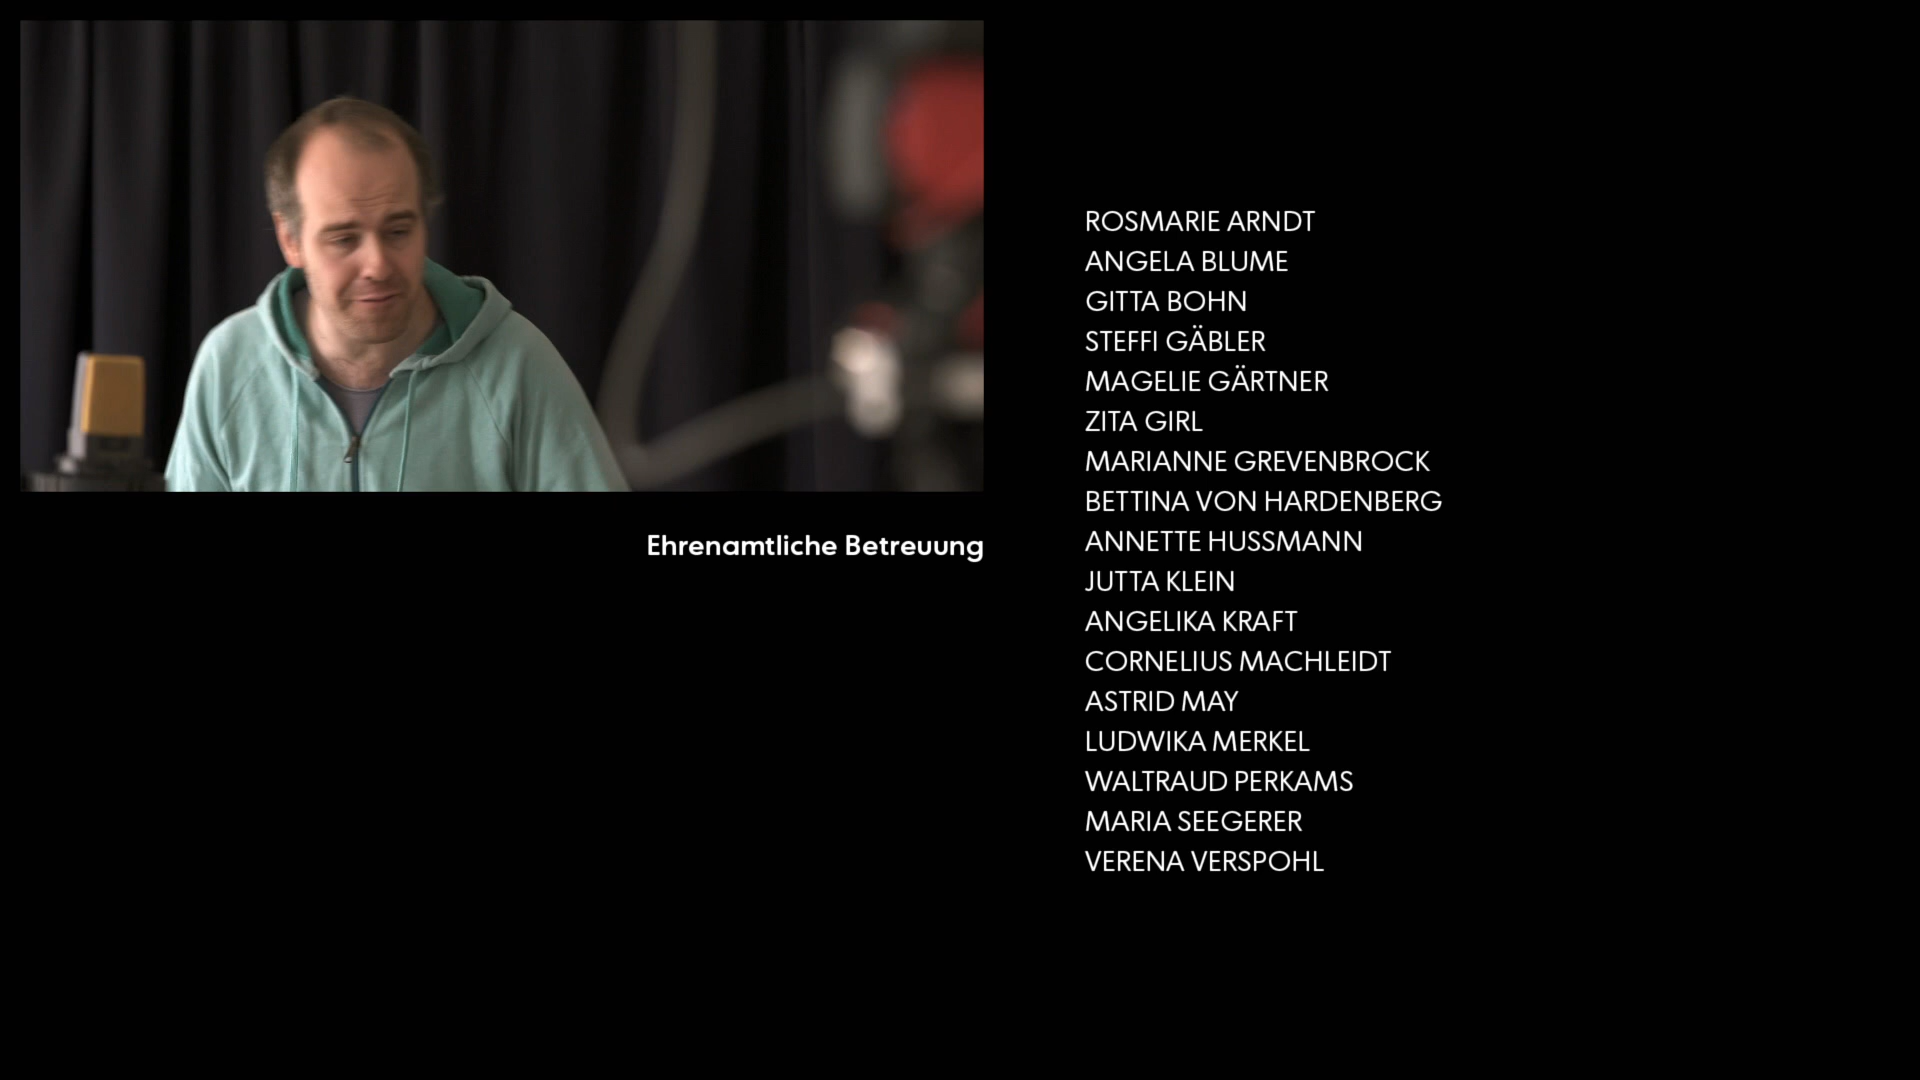 Ehrenamtliche Betreuung
ROSMARIE ARNDT
ANGELA BLUME
GITTA BOHN
STEFFI GÄBLER
MAGELIE GÄRTNER
ZITA GIRL
MARIANNE GREVENBROCK
BETTINA VON HARDENBERG
ANNETTE HUSSMANN
JUTTA KLEIN
ANGELIKA KRAFT
CORNELIUS MACHLEIDT
ASTRID MAY
LUDWIKA MERKEL
WALTRAUD PERKAMS
MARIA SEEGERER
VERENA VERSPOHL